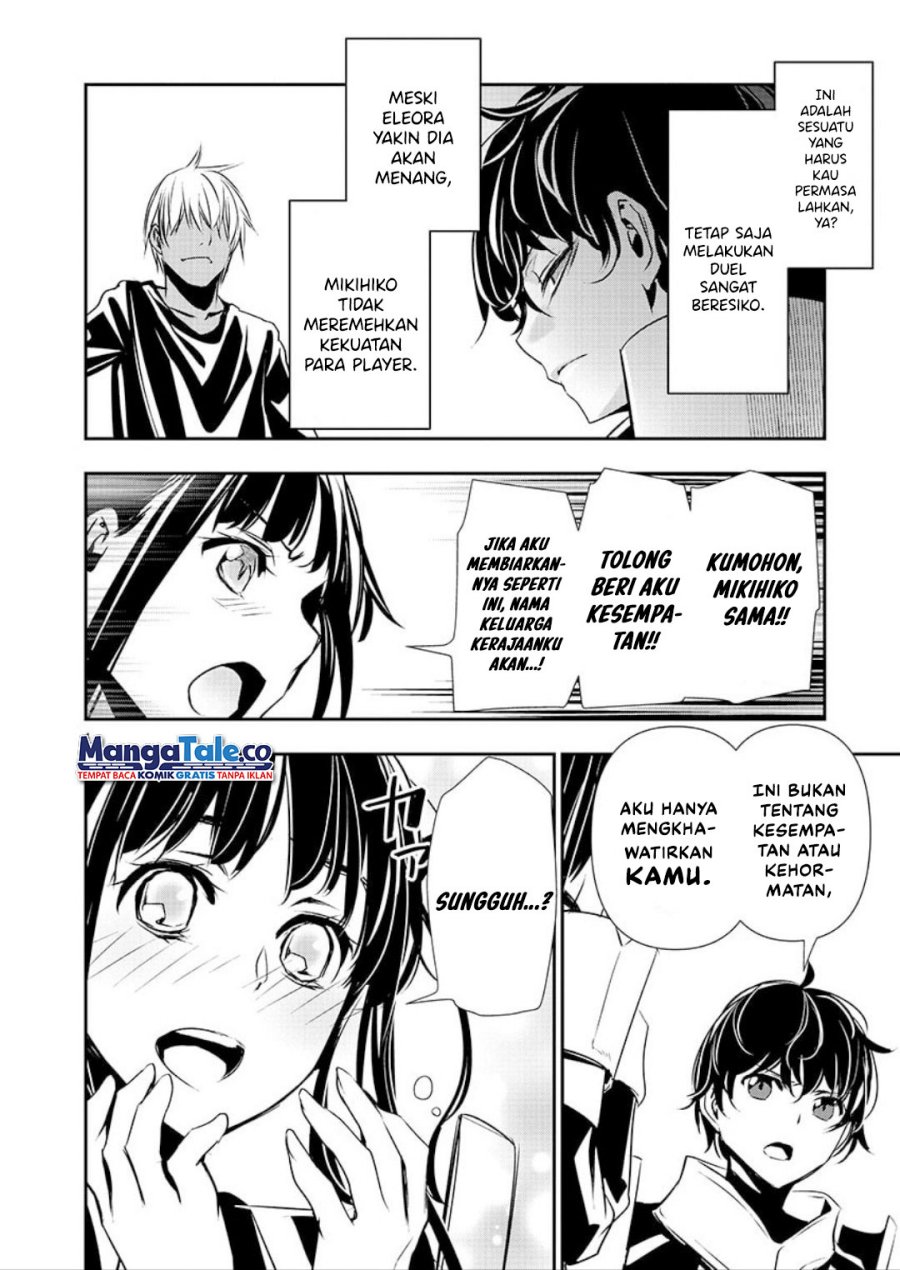 INI
ADALAH
SESUATU
YANG
HARUS
KAU
PERMASA
LAHKAN,
YA?
TETAP SAJA
MELAKUKAN
DUEL
SANGAT
BERESIKO.
MESKI
ELEORA
YAKIN DIA
AKAN
MENANG,
MIKIHIKO
TIDAK
MEREMEHKAN
KEKUATAN
PARA PLAYER.
KUMOHON,
MIKIHIKO
SAMA!!
TOLONG
BERI AKU
KESEMPA-
TAN!!
JIKA AKU
MEMBIARKAN-
NYA SEPERTI
INI, NAMA
KELUARGA
KERAJAANKU
AKAN...!
INI BUKAN
TENTANG
KESEMPA-
TAN ATAU
KEHOR-
MATAN,
AKU HANYA
MENGKHA-
WATIRKAN
KAMU.
SUNGGUH...?
MangaTale.co
TEMPAT BACA KOMIK GRATIS TANPA IKLAN